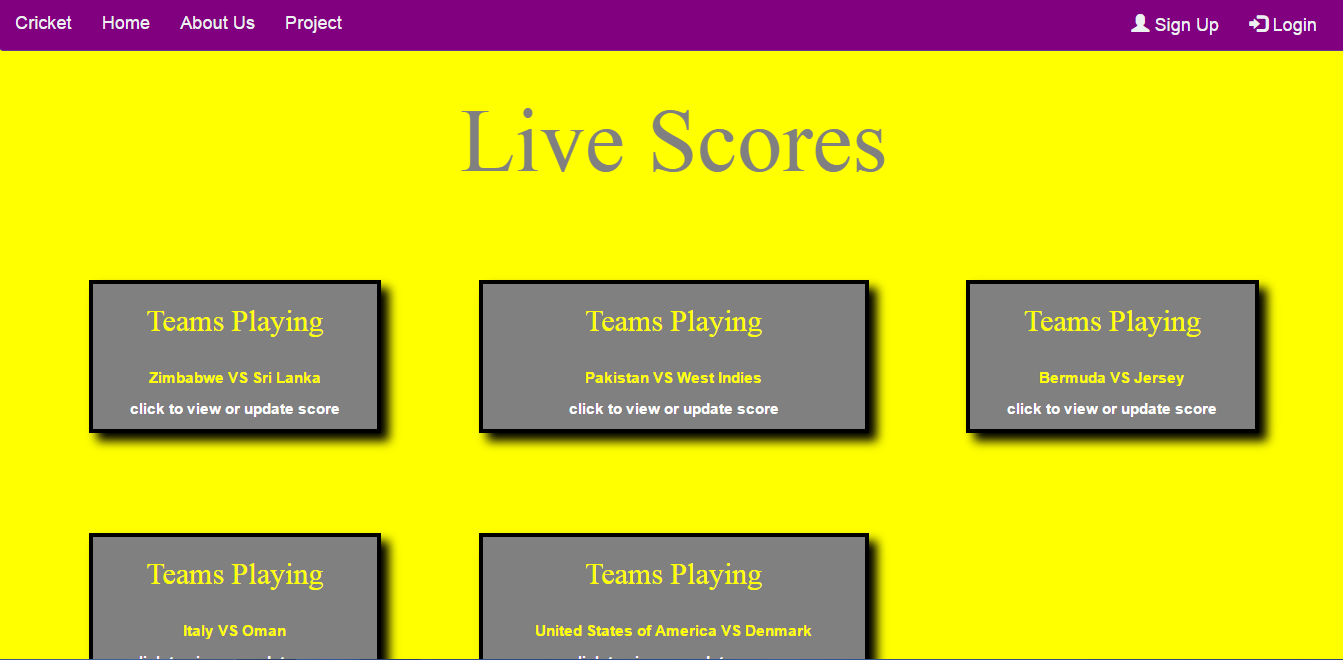 Cricket Home About Us Project Sign Up Login
Live Scores
Teams Playing Teams Playing Teams Playing
Zimbabwe VS Sri Lanka Pakistan VS West Indies Bermuda VS Jersey
click to view or update score click to view or update score click to view or update score
Teams Playing Teams Playing
Italy VS Oman United States of America VS Denmark